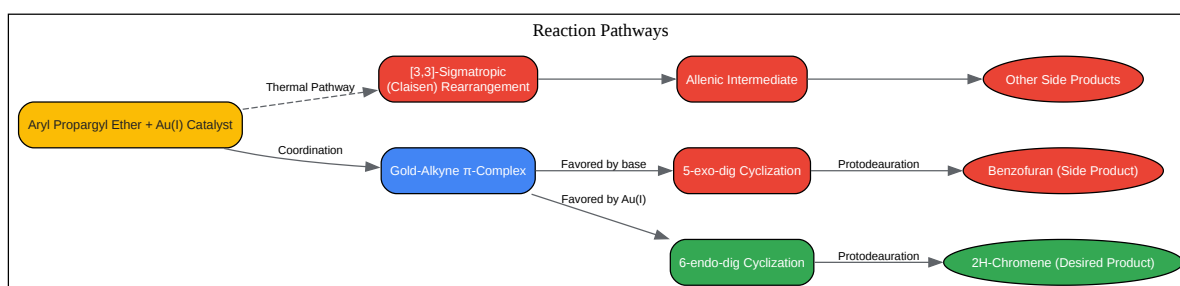 Reaction Pathways
[3,3]-Sigmatropic
(Claisen) Rearrangement
Allenic Intermediate
Other Side Products
Thermal Pathway
Aryl Propargyl Ether + Au(I) Catalyst
Coordination
Gold-Alkyne π-Complex
Favored by base
5-exo-dig Cyclization
Protodeauration
Benzofuran (Side Product)
Favored by Au(I)
6-endo-dig Cyclization
Protodeauration
2H-Chromene (Desired Product)